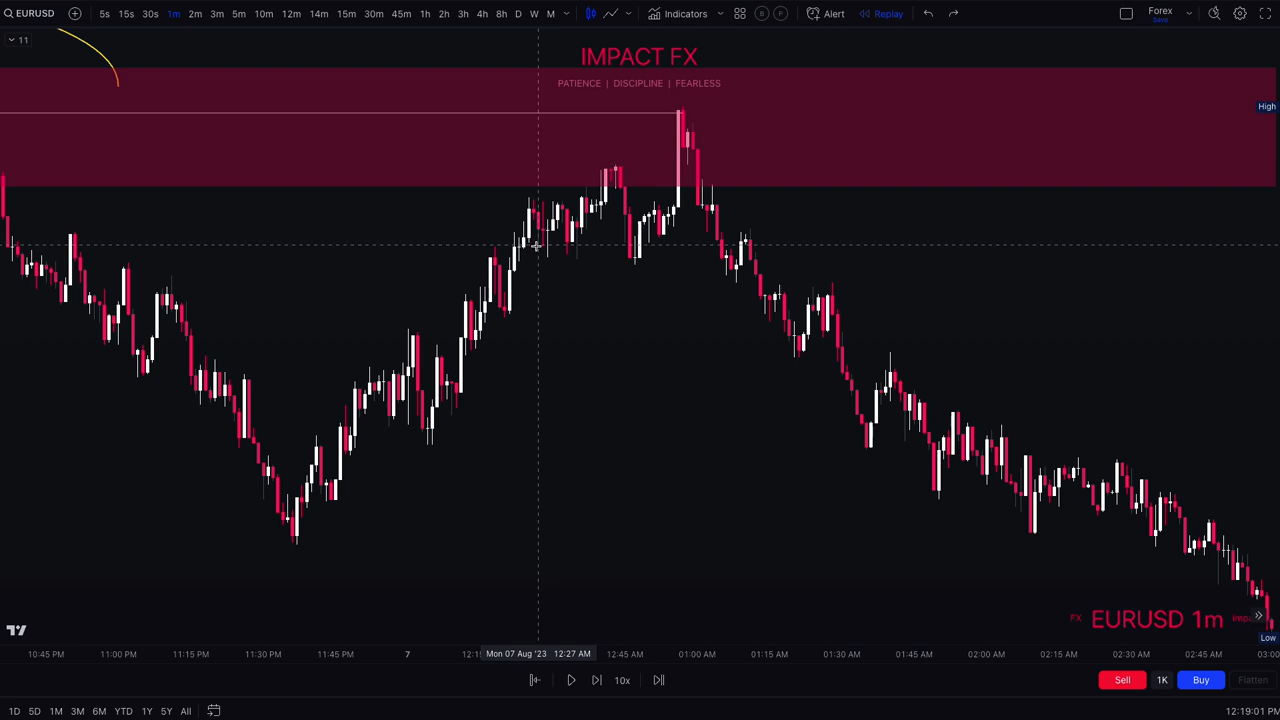 EURUSD 5s 15s 30s 1m 2m 3m 5m 10m 12m 14m 15m 30m 45m 1h 2h 3h 4h 8h D W M Indicators B F Alert Replay Forex
Save
11
IMPACT FX
PATIENCE | DISCIPLINE | FEARLESS
High
FX EURUSD 1m
Low
10:45 PM 11:00 PM 11:15 PM 11:30 PM 11:45 PM 7 12:15 Mon 07 Aug '23 12:27 AM 12:45 AM 01:00 AM 01:15 AM 01:30 AM 01:45 AM 02:00 AM 02:15 AM 02:30 AM 02:45 AM 03:00
10x Sell 1K Buy Flatten
1D 5D 1M 3M 6M YTD 1Y 5Y All 12:19:01 PM